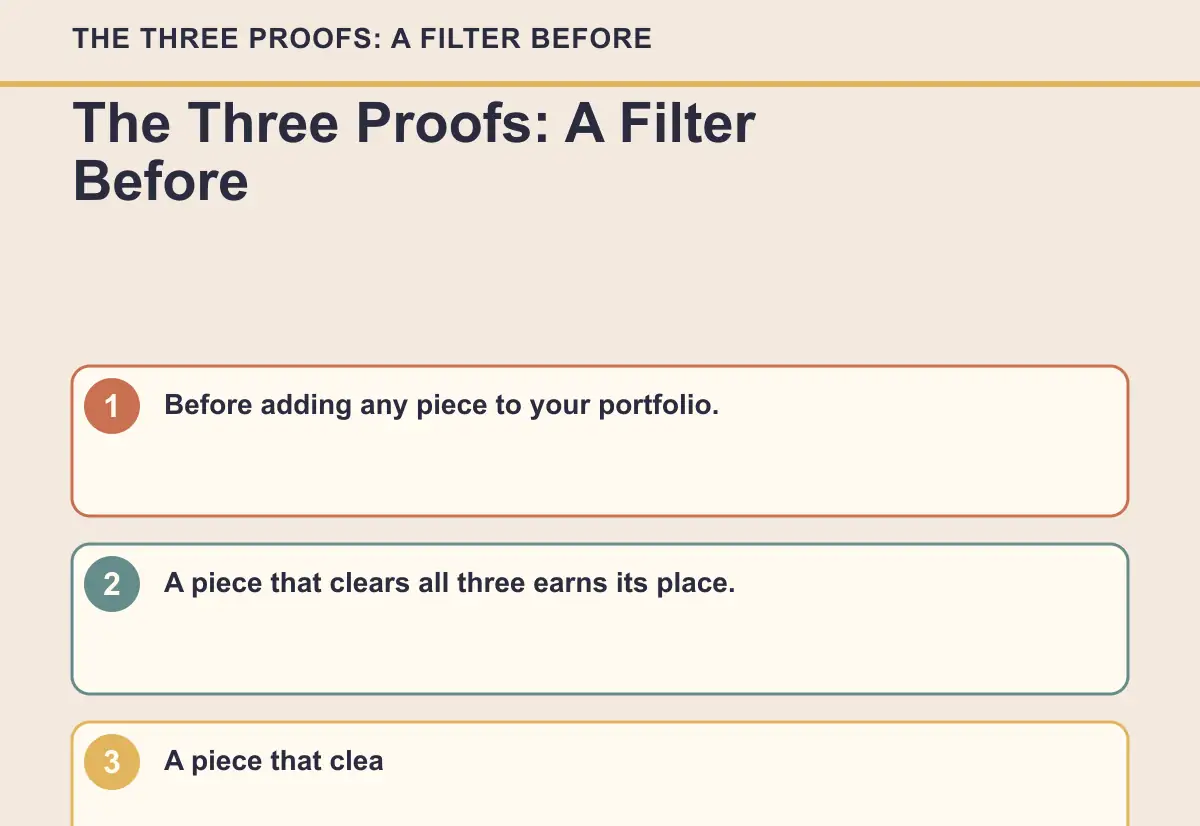 THE THREE PROOFS: A FILTER BEFORE
The Three Proofs: A Filter
Before
1
Before adding any piece to your portfolio.
2
A piece that clears all three earns its place.
3
A piece that clea